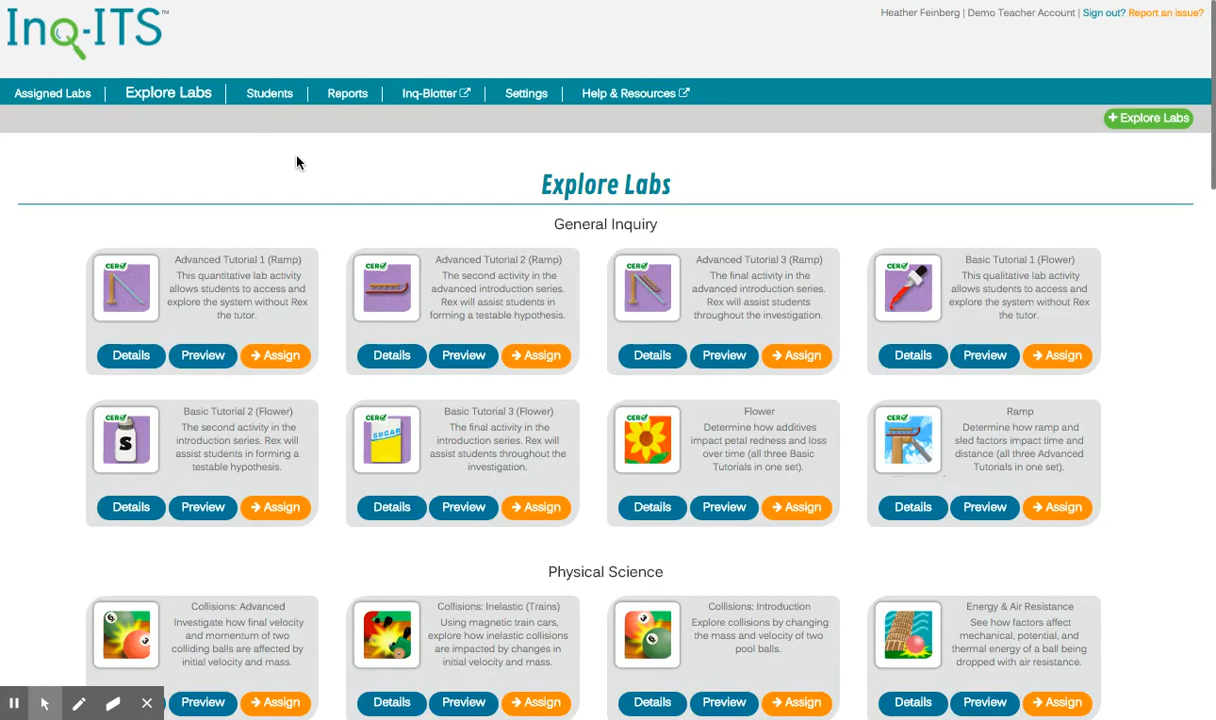 Inq-ITS™
Heather Feinberg | Demo Teacher Account | Sign out? Report an issue?
Assigned Labs | Explore Labs | Students | Reports | Inq-Blotter | Settings | Help & Resources
+ Explore Labs
Explore Labs
General Inquiry
CER
Advanced Tutorial 1 (Ramp)
This quantitative lab activity
allows students to access and
explore the system without Rex
the tutor.
Details Preview → Assign
CER
Advanced Tutorial 2 (Ramp)
The second activity in the
advanced introduction series.
Rex will assist students in
forming a testable hypothesis.
Details Preview → Assign
CER
Advanced Tutorial 3 (Ramp)
The final activity in the
advanced introduction series.
Rex will assist students
throughout the investigation.
Details Preview → Assign
CER
Basic Tutorial 1 (Flower)
This qualitative lab activity
allows students to access and
explore the system without Rex
the tutor.
Details Preview → Assign
CER
S
Basic Tutorial 2 (Flower)
The second activity in the
introduction series. Rex will
assist students in forming a
testable hypothesis.
Details Preview → Assign
CER
SUGAR
Basic Tutorial 3 (Flower)
The final activity in the
introduction series. Rex will
assist students throughout the
investigation.
Details Preview → Assign
CER
Flower
Determine how additives
impact petal redness and loss
over time (all three Basic
Tutorials in one set).
Details Preview → Assign
CER
Ramp
Determine how ramp and
sled factors impact time and
distance (all three Advanced
Tutorials in one set).
Details Preview → Assign
Physical Science
Collisions: Advanced
Investigate how final velocity
and momentum of two
colliding balls are affected by
initial velocity and mass.
Preview → Assign
Collisions: Inelastic (Trains)
Using magnetic train cars,
explore how inelastic collisions
are impacted by changes in
initial velocity and mass.
Details Preview → Assign
Collisions: Introduction
Explore collisions by changing
the mass and velocity of two
pool balls.
Details Preview → Assign
Energy & Air Resistance
See how factors affect
mechanical, potential, and
thermal energy of a ball being
dropped with air resistance.
Details Preview → Assign